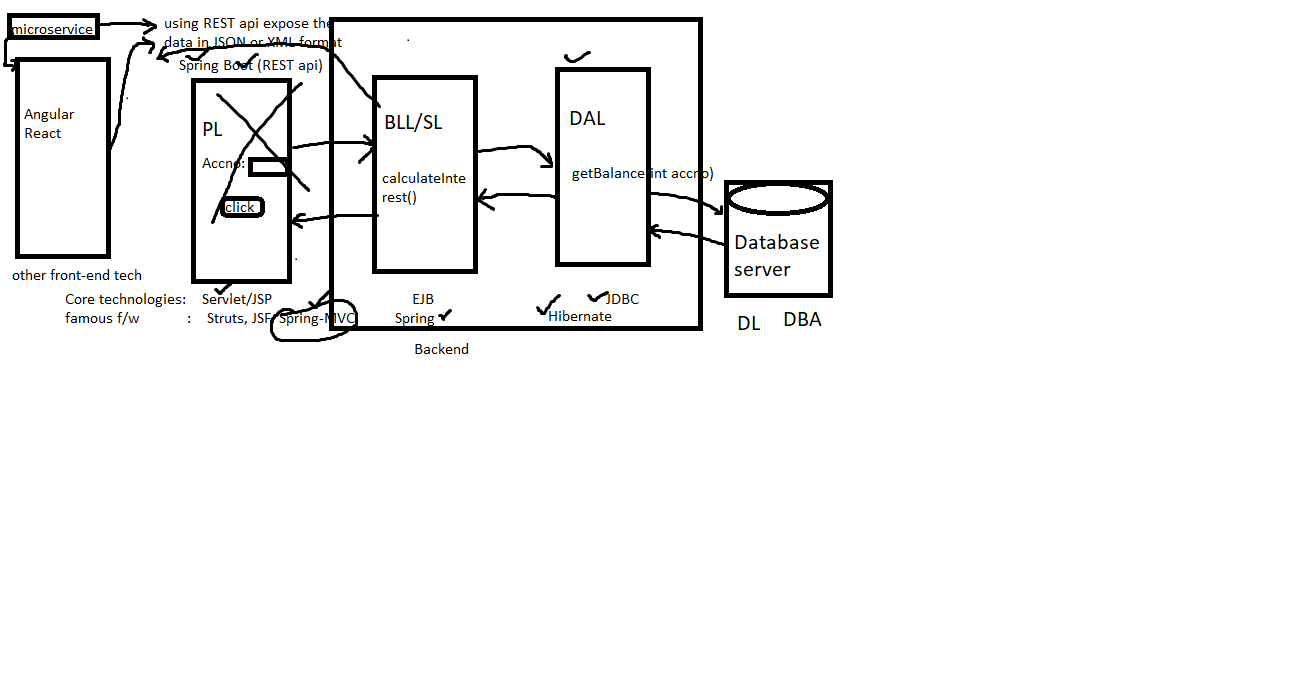 microservice
using REST api expose the
data in JSON or XML format
Spring Boot (REST api)
Angular
React
PL
Accno:
click
BLL/SL
calculateInte
rest()
DAL
getBalance(int accno)
Database
server
other front-end tech
Core technologies: Servlet/JSP EJB JDBC
famous f/w : Struts, JSF, Spring-MVC Spring Hibernate
DL DBA
Backend